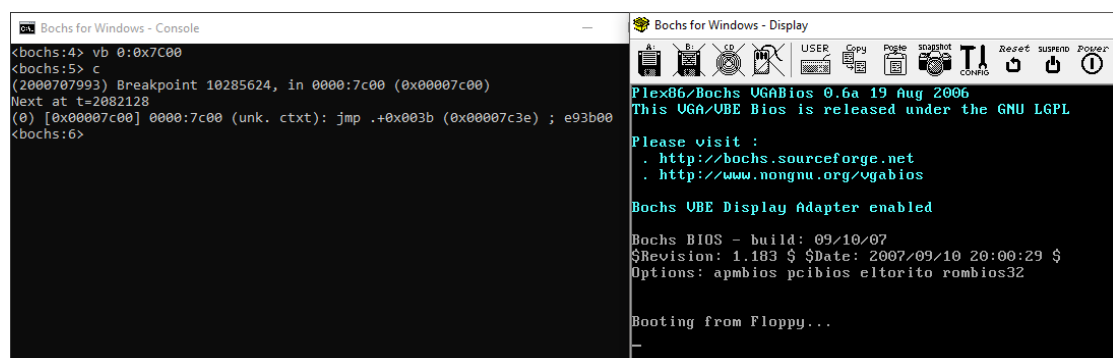 Bochs for Windows - Console
<bochs:4> vb 0:0x7C00
<bochs:5> c
(2000707993) Breakpoint 10285624, in 0000:7c00 (0x00007c00)
Next at t=2082128
(0) [0x00007c00] 0000:7c00 (unk. ctxt): jmp .+0x003b (0x00007c3e) ; e93b00
<bochs:6>
Bochs for Windows - Display
A: B: CD USER Copy Paste snapshot T CONFIG Reset SUSPEND Power
Plex86/Bochs VGABios 0.6a 19 Aug 2006
This VGA/VBE Bios is released under the GNU LGPL
Please visit :
. http://bochs.sourceforge.net
. http://www.nongnu.org/vgabios
Bochs VBE Display Adapter enabled
Bochs BIOS - build: 09/10/07
$Revision: 1.183 $ $Date: 2007/09/10 20:00:29 $
Options: apmbios pcibios eltorito rombios32
Booting from Floppy...